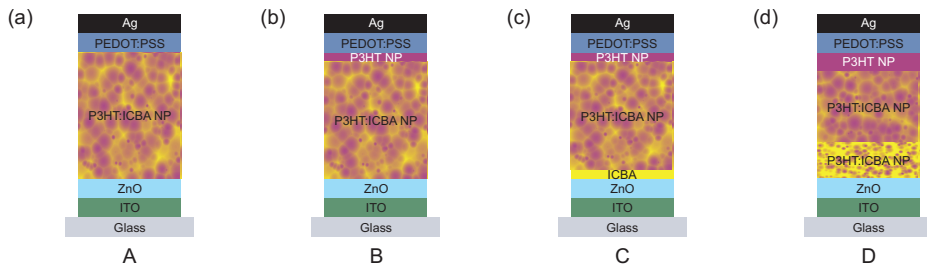 (a)
Ag
PEDOT:PSS
P3HT:ICBA NP
ZnO
ITO
Glass
A
(b)
Ag
PEDOT:PSS
P3HT NP
P3HT:ICBA NP
ZnO
ITO
Glass
B
(c)
Ag
PEDOT:PSS
P3HT NP
P3HT:ICBA NP
ICBA
ZnO
ITO
Glass
C
(d)
Ag
PEDOT:PSS
P3HT NP
P3HT:ICBA NP
P3HT:ICBA NP
ZnO
ITO
Glass
D